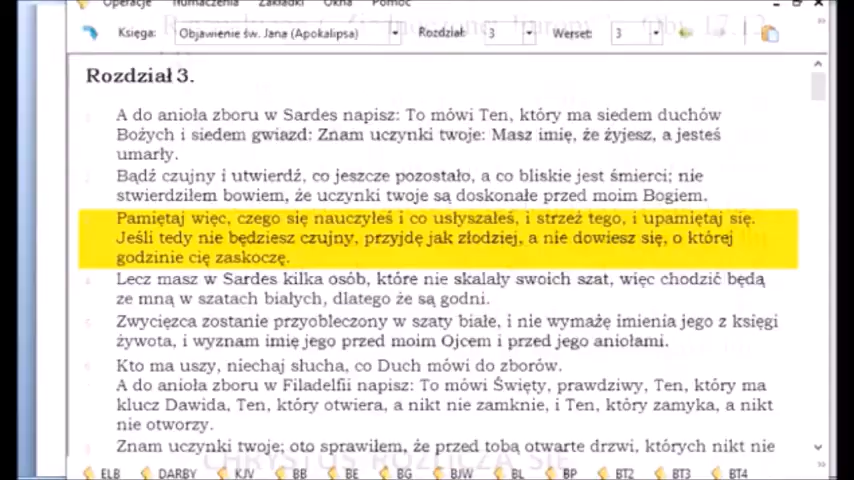 Operacje Tłumaczenia Zakładki Okna Pomoc
Księga: Objawienie św. Jana (Apokalipsa) Rozdział: 3 Werset: 3
Rozdział 3.
A do anioła zboru w Sardes napisz: To mówi Ten, który ma siedem duchów
Bożych i siedem gwiazd: Znam uczynki twoje: Masz imię, że żyjesz, a jesteś
umarły.
Bądź czujny i utwierdź, co jeszcze pozostało, a co bliskie jest śmierci; nie
stwierdziłem bowiem, że uczynki twoje są doskonałe przed moim Bogiem.
Pamiętaj więc, czego się nauczyłeś i co usłyszałeś, i strzeż tego, i upamiętaj się.
Jeśli tedy nie będziesz czujny, przyjdę jak złodziej, a nie dowiesz się, o której
godzinie cię zaskoczę.
Lecz masz w Sardes kilka osób, które nie skalały swoich szat, więc chodzić będą
ze mną w szatach białych, dlatego że są godni.
Zwycięzca zostanie przyobleczony w szaty białe, i nie wymażę imienia jego z księgi
żywota, i wyznam imię jego przed moim Ojcem i przed jego aniołami.
Kto ma uszy, niechaj słucha, co Duch mówi do zborów.
A do anioła zboru w Filadelfii napisz: To mówi Święty, prawdziwy, Ten, który ma
klucz Dawida, Ten, który otwiera, a nikt nie zamknie, i Ten, który zamyka, a nikt
nie otworzy.
Znam uczynki twoje; oto sprawiłem, że przed tobą otwarte drzwi, których nikt nie
CHRYSTUS ROZLICZA SIĘ
ELB DARBY KJV BB BE BG BJW BL BP BT2 BT3 BT4